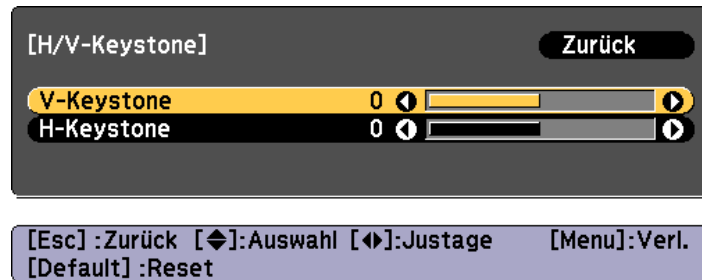 [H/V-Keystone] Zurück
V-Keystone 0
H-Keystone 0
[Esc] :Zurück [◆]:Auswahl [◀▶]:Justage [Menu]:Verl.
[Default] :Reset